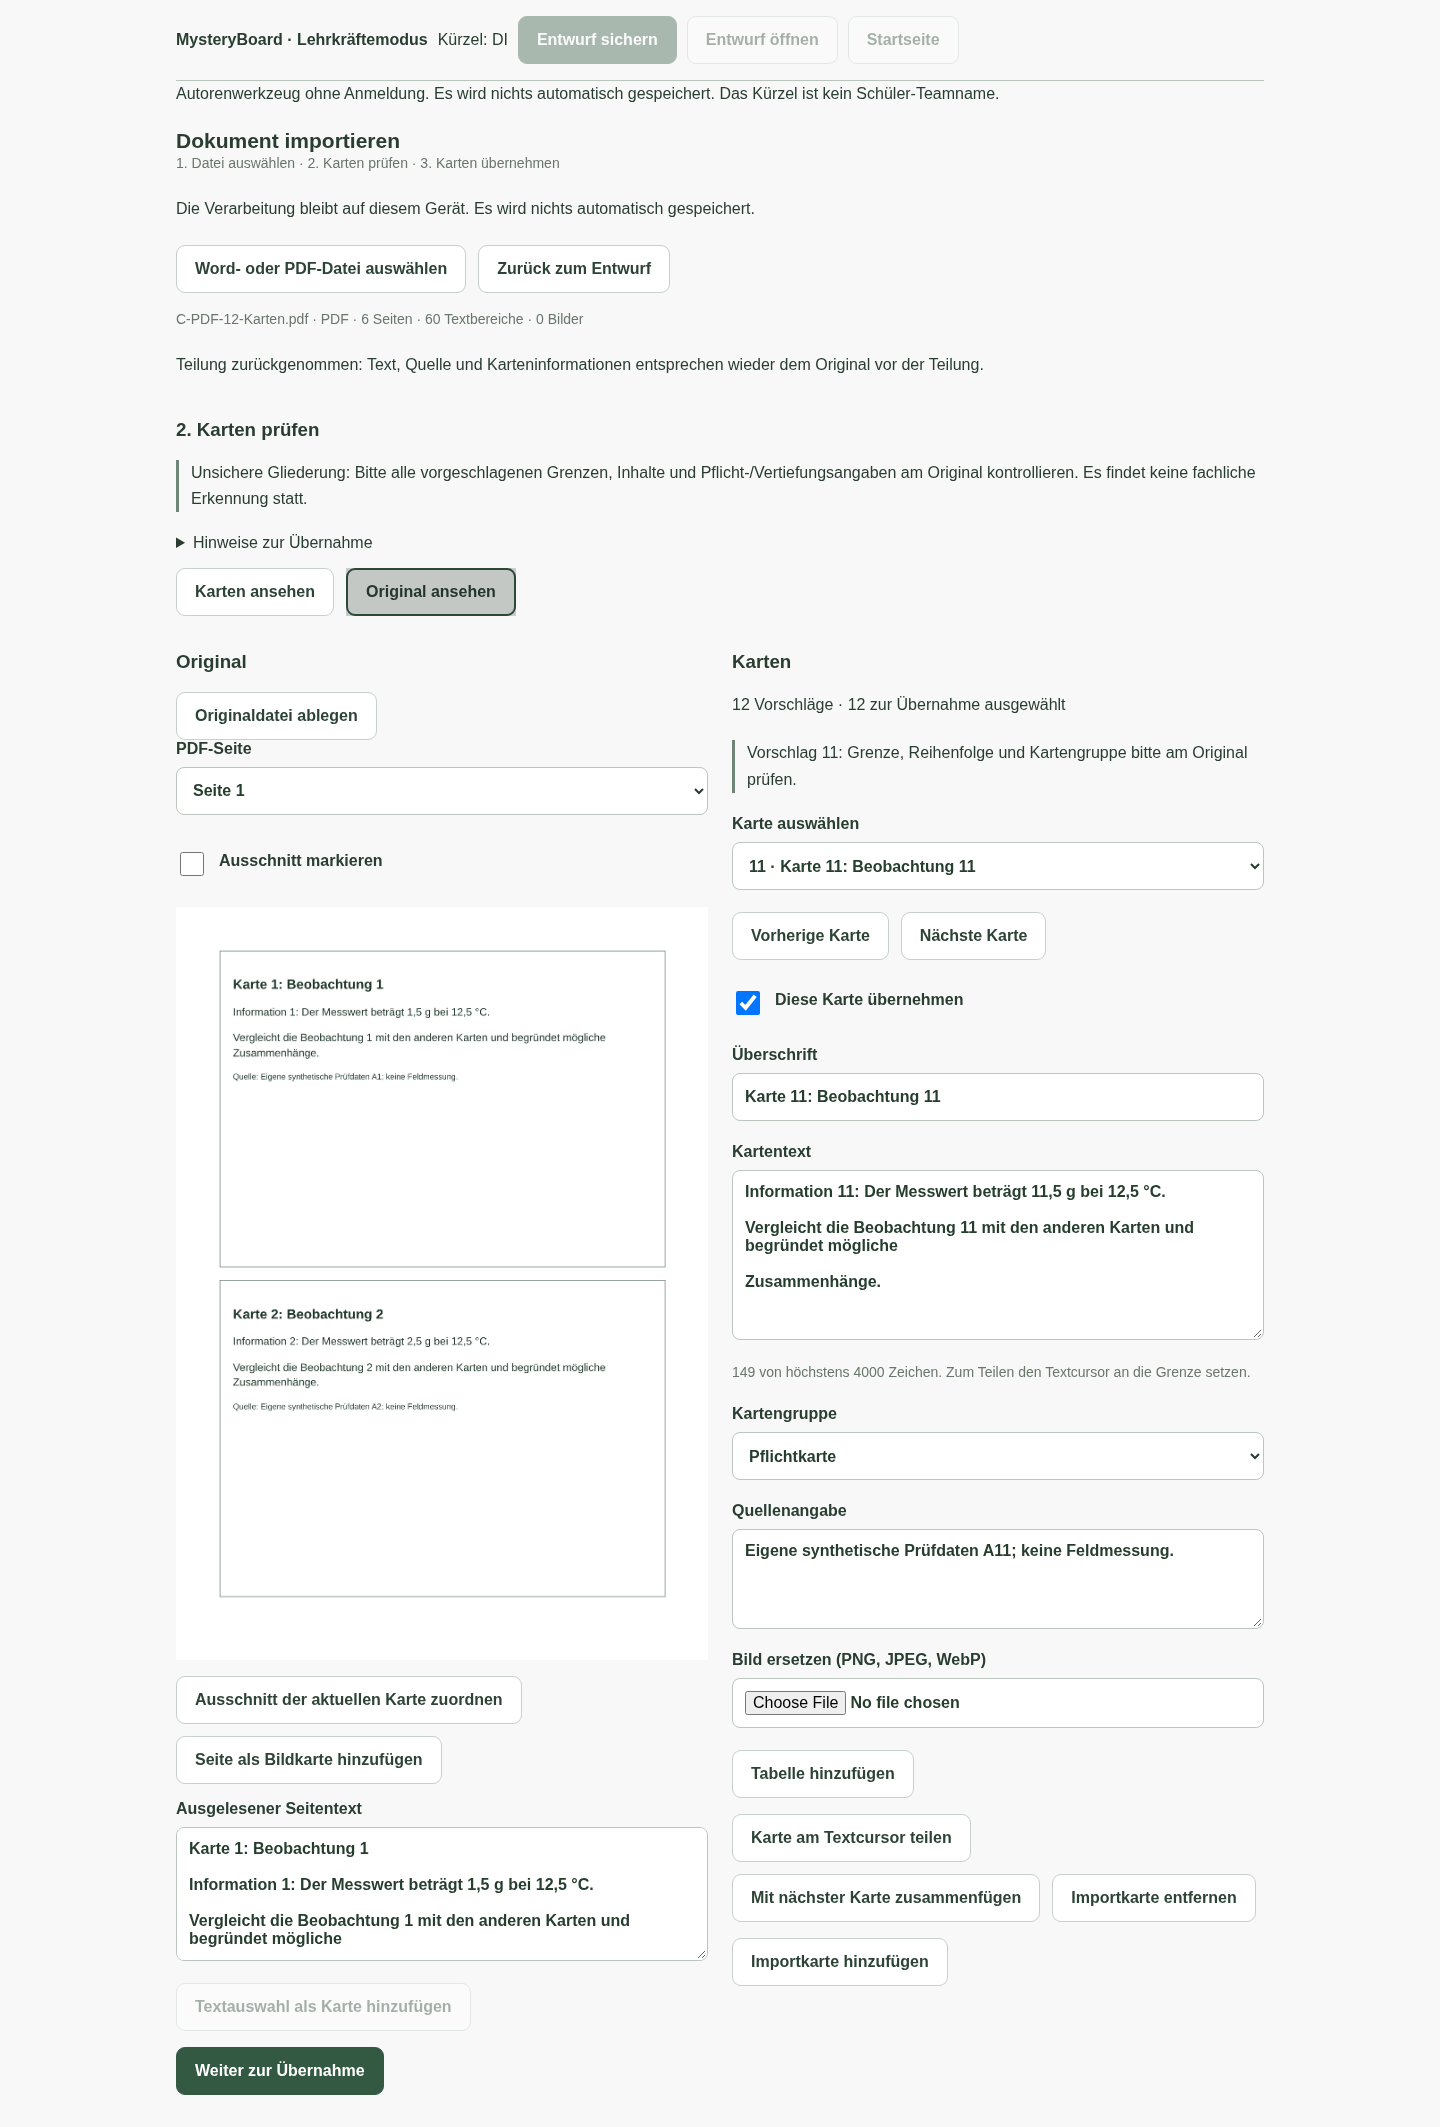 MysteryBoard · Lehrkräftemodus Kürzel: DI Entwurf sichern Entwurf öffnen Startseite
Autorenwerkzeug ohne Anmeldung. Es wird nichts automatisch gespeichert. Das Kürzel ist kein Schüler-Teamname.
Dokument importieren
1. Datei auswählen · 2. Karten prüfen · 3. Karten übernehmen
Die Verarbeitung bleibt auf diesem Gerät. Es wird nichts automatisch gespeichert.
Word- oder PDF-Datei auswählen Zurück zum Entwurf
C-PDF-12-Karten.pdf · PDF · 6 Seiten · 60 Textbereiche · 0 Bilder
Teilung zurückgenommen: Text, Quelle und Karteninformationen entsprechen wieder dem Original vor der Teilung.
2. Karten prüfen
Unsichere Gliederung: Bitte alle vorgeschlagenen Grenzen, Inhalte und Pflicht-/Vertiefungsangaben am Original kontrollieren. Es findet keine fachliche
Erkennung statt.
Hinweise zur Übernahme
Karten ansehen Original ansehen
Original
Originaldatei ablegen
PDF-Seite
Seite 1
Ausschnitt markieren
Karte 1: Beobachtung 1
Information 1: Der Messwert beträgt 1,5 g bei 12,5 °C.
Vergleicht die Beobachtung 1 mit den anderen Karten und begründet mögliche
Zusammenhänge.
Quelle: Eigene synthetische Prüfdaten A1; keine Feldmessung.
Karte 2: Beobachtung 2
Information 2: Der Messwert beträgt 2,5 g bei 12,5 °C.
Vergleicht die Beobachtung 2 mit den anderen Karten und begründet mögliche
Zusammenhänge.
Quelle: Eigene synthetische Prüfdaten A2; keine Feldmessung.
Ausschnitt der aktuellen Karte zuordnen
Seite als Bildkarte hinzufügen
Ausgelesener Seitentext
Karte 1: Beobachtung 1
Information 1: Der Messwert beträgt 1,5 g bei 12,5 °C.
Vergleicht die Beobachtung 1 mit den anderen Karten und
begründet mögliche
Textauswahl als Karte hinzufügen
Weiter zur Übernahme
Karten
12 Vorschläge · 12 zur Übernahme ausgewählt
Vorschlag 11: Grenze, Reihenfolge und Kartengruppe bitte am Original
prüfen.
Karte auswählen
11 · Karte 11: Beobachtung 11
Vorherige Karte Nächste Karte
Diese Karte übernehmen
Überschrift
Karte 11: Beobachtung 11
Kartentext
Information 11: Der Messwert beträgt 11,5 g bei 12,5 °C.
Vergleicht die Beobachtung 11 mit den anderen Karten und
begründet mögliche
Zusammenhänge.
149 von höchstens 4000 Zeichen. Zum Teilen den Textcursor an die Grenze setzen.
Kartengruppe
Pflichtkarte
Quellenangabe
Eigene synthetische Prüfdaten A11; keine Feldmessung.
Bild ersetzen (PNG, JPEG, WebP)
Choose File No file chosen
Tabelle hinzufügen
Karte am Textcursor teilen
Mit nächster Karte zusammenfügen Importkarte entfernen
Importkarte hinzufügen